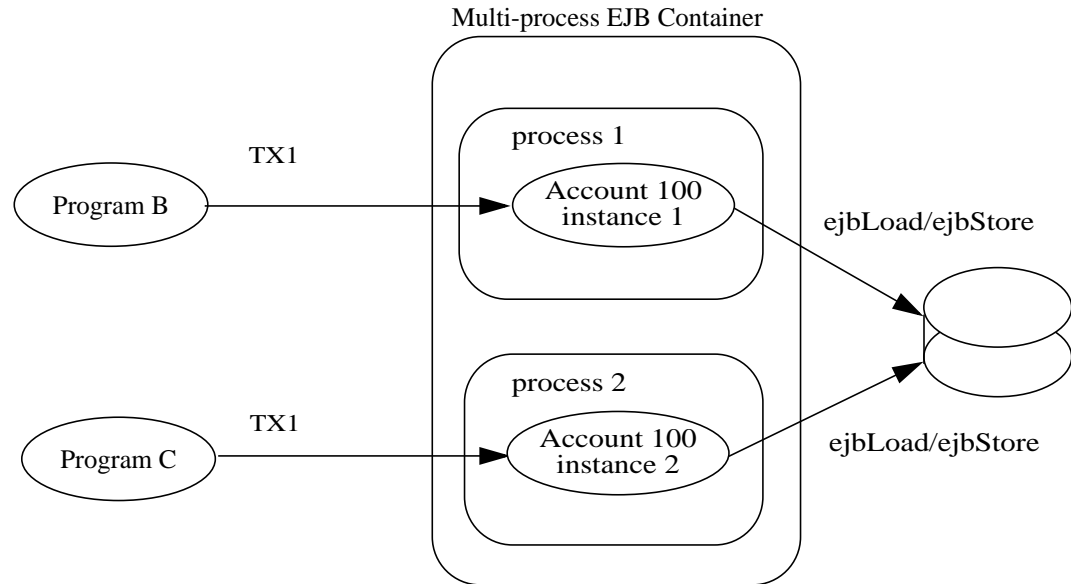 Multi-process EJB Container
process 1
TX1
Account 100
instance 1
Program B
ejbLoad/ejbStore
process 2
TX1
Account 100
instance 2
Program C
ejbLoad/ejbStore